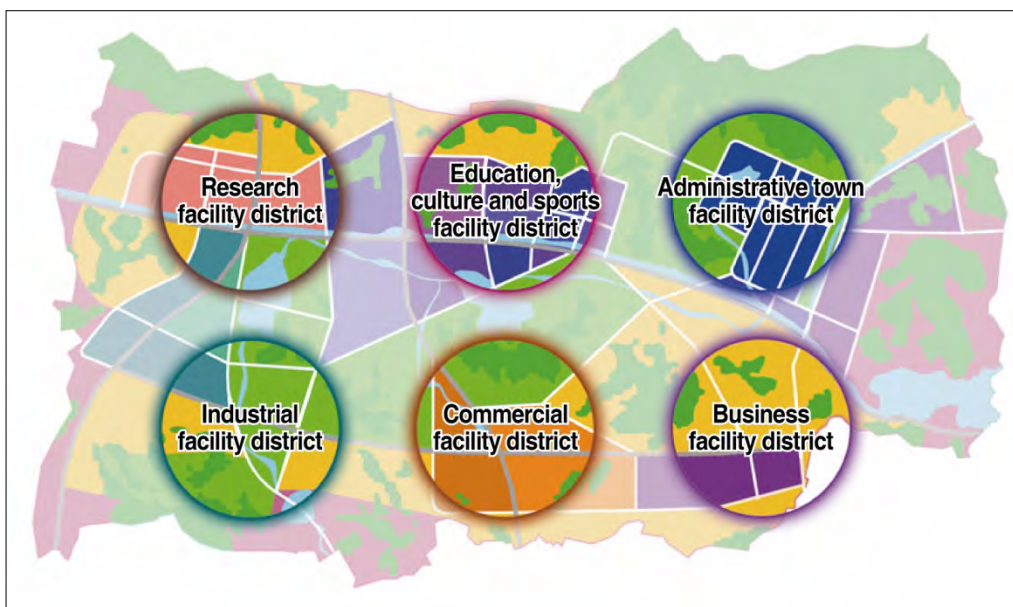 Research
facility district
Education,
culture and sports
facility district
Administrative town
facility district
Industrial
facility district
Commercial
facility district
Business
facility district